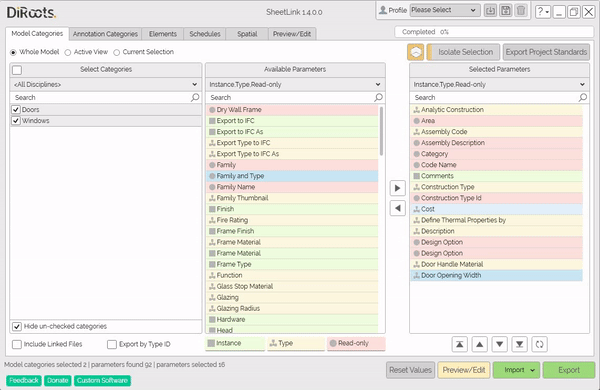 DiRoots.
SheetLink 1.4.0.0
Profile Please Select
?
Model Categories Annotation Categories Elements Schedules Spatial Preview/Edit
Completed 0%
Whole Model Active View Current Selection
Isolate Selection Export Project Standards
Select Categories
<All Disciplines>
Search
Doors
Windows
Hide un-checked categories
Include Linked Files Export by Type ID
Available Parameters
Instance,Type,Read-only
Search
Dry Wall Frame
Export to IFC
Export to IFC As
Export Type to IFC
Export Type to IFC As
Family
Family and Type
Family Name
Family Thumbnail
Finish
Fire Rating
Frame Finish
Frame Material
Frame Material
Frame Type
Function
Glass Stop Material
Glazing
Glazing Radius
Hardware
Head
Instance Type Read-only
Selected Parameters
Instance,Type,Read-only
Search
Analytic Construction
Area
Assembly Code
Assembly Description
Category
Code Name
Comments
Construction Type
Construction Type Id
Cost
Define Thermal Properties by
Description
Design Option
Design Option
Door Handle Material
Door Opening Width
Model categories selected 2 | parameters found 92 | parameters selected 16
Reset Values Preview/Edit Import Export
Feedback Donate Custom Software